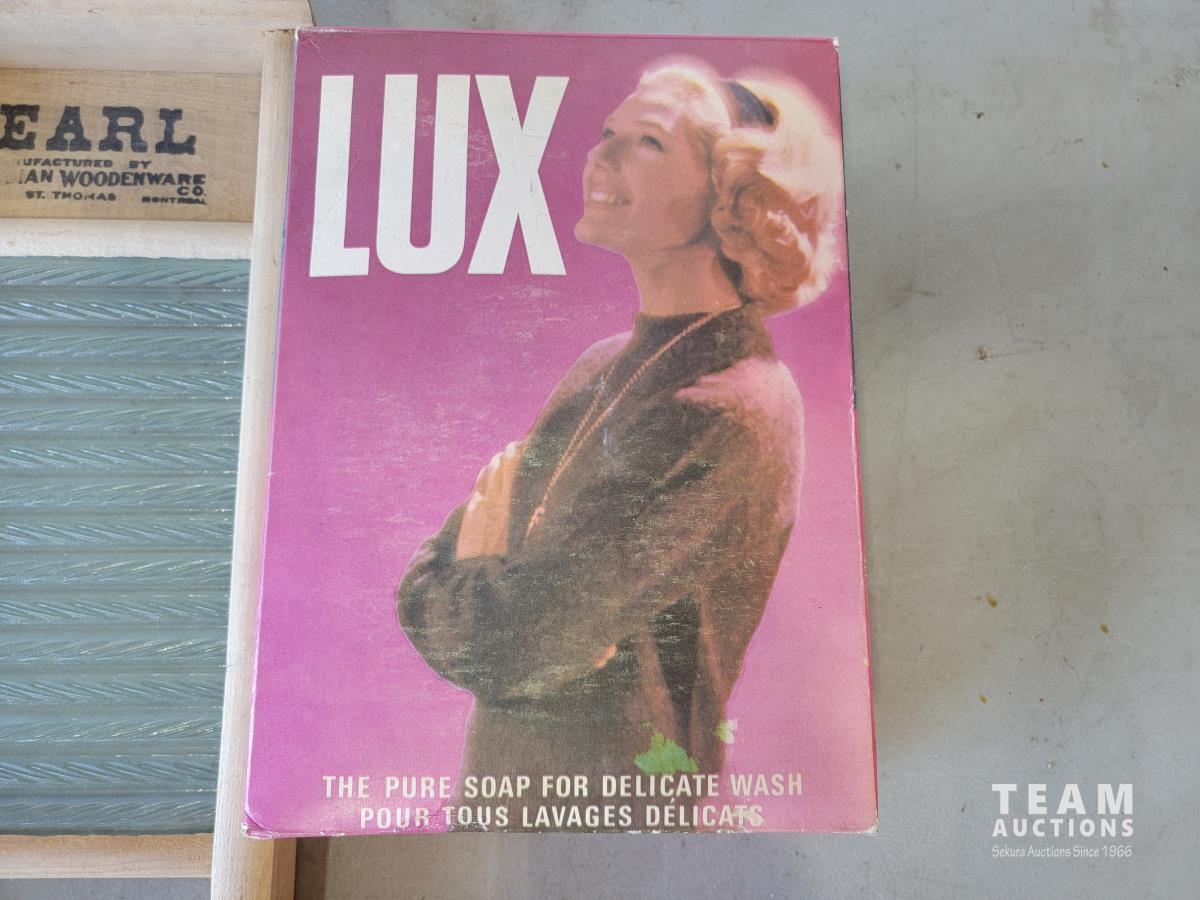 EARL
UFACTURED BY
AN WOODENWARE
CO.
ST. THOMAS MONTREAL
LUX
THE PURE SOAP FOR DELICATE WASH
POUR TOUS LAVAGES DÉLICATS
TEAM
AUCTIONS
Sekura Auctions Since 1966